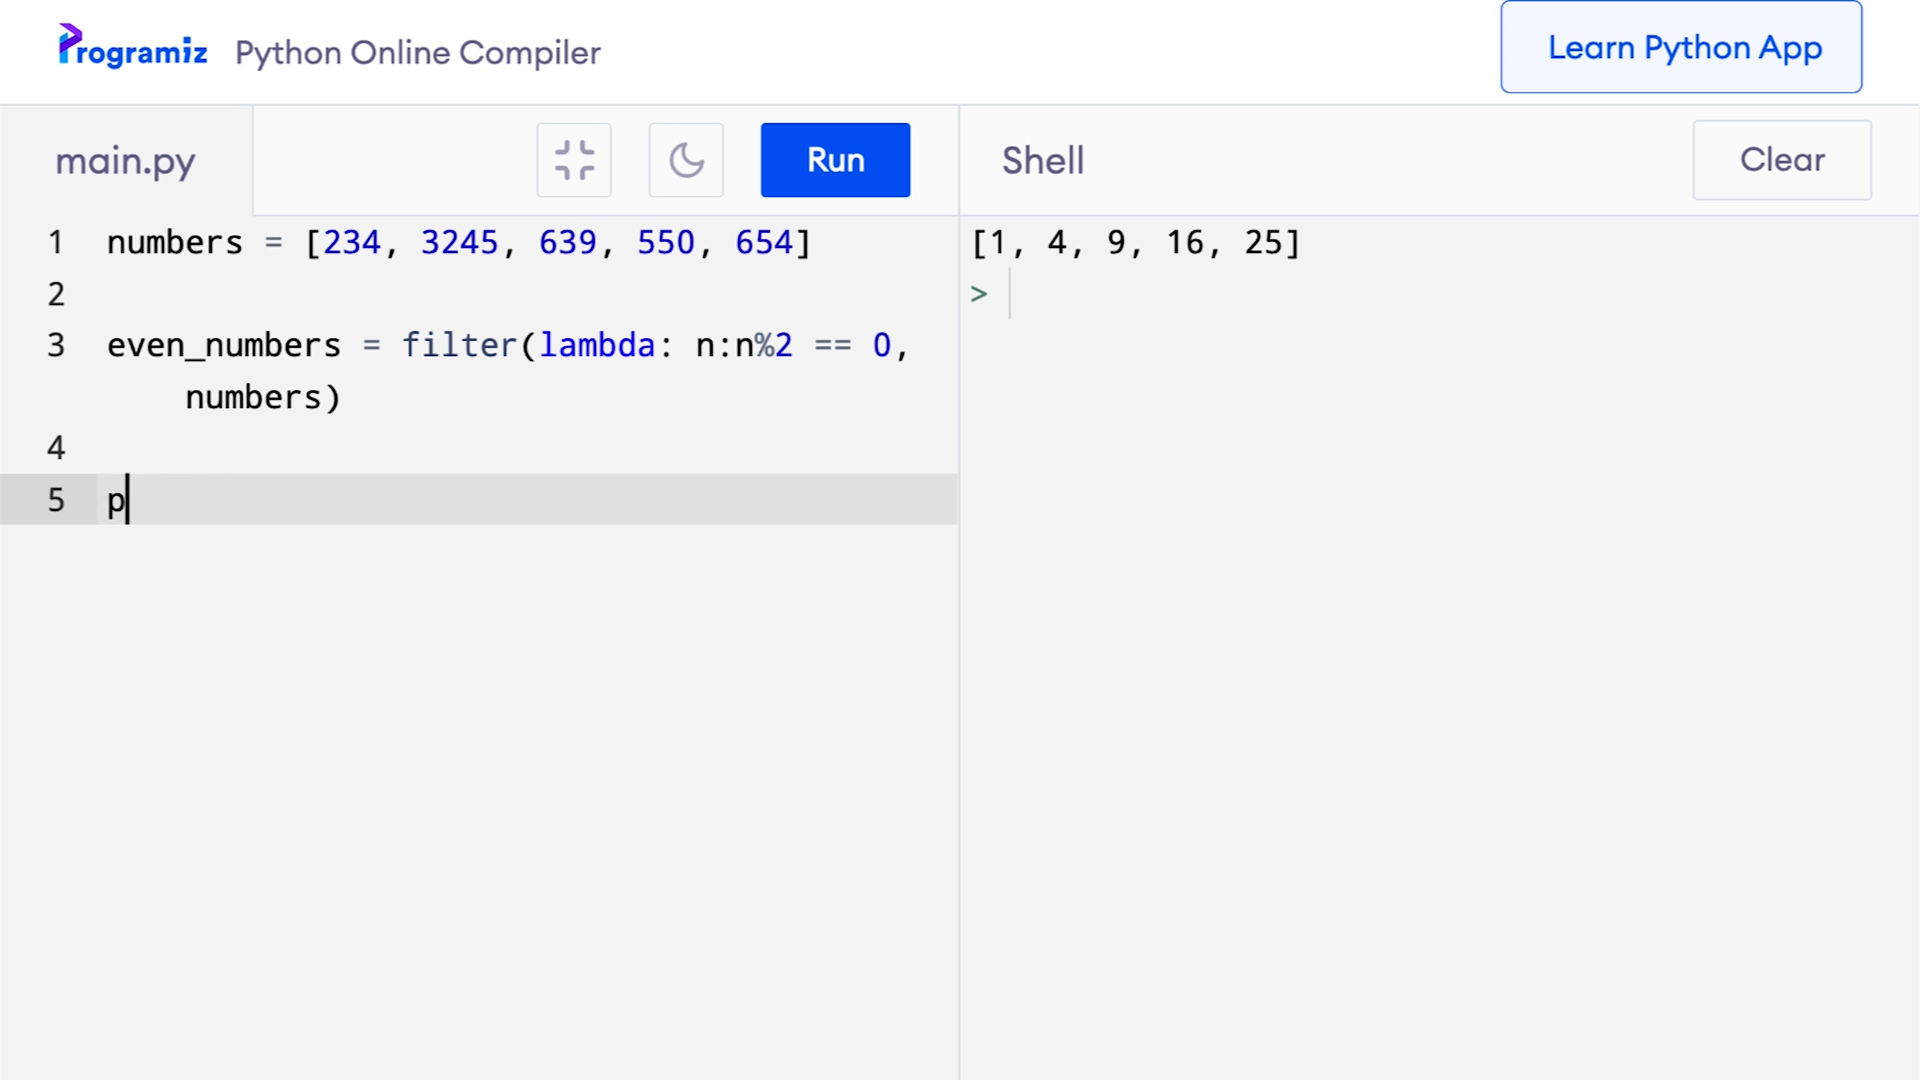 Programiz Python Online Compiler
Learn Python App
main.py
Run
Shell
Clear
1 numbers = [234, 3245, 639, 550, 654]
2
3 even_numbers = filter(lambda: n:n%2 == 0,
numbers)
4
5 p
[1, 4, 9, 16, 25]
>